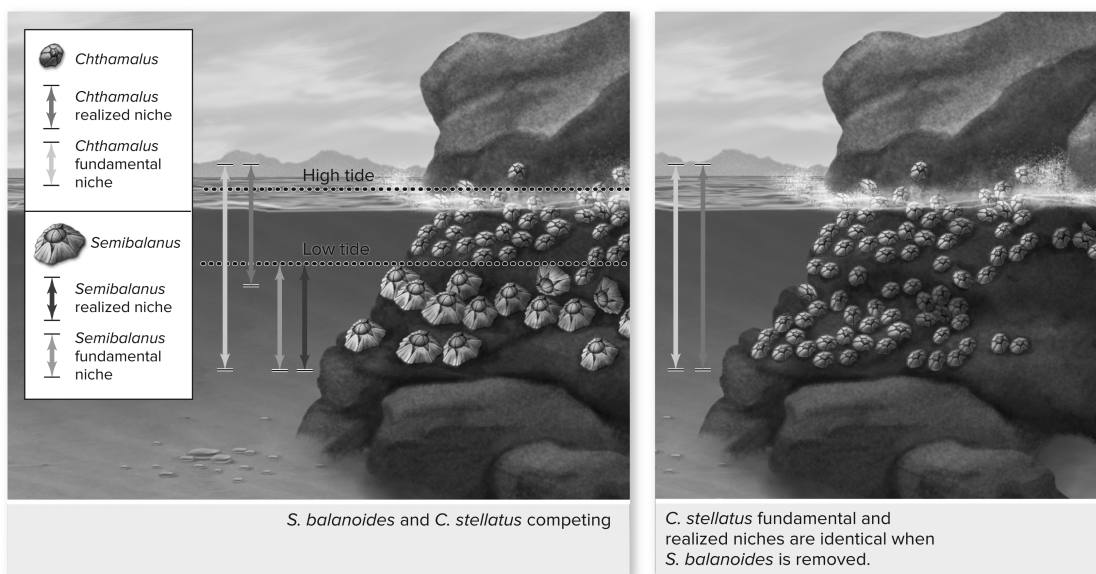 Chthamalus
Chthamalus
realized niche
Chthamalus
fundamental
niche
Semibalanus
Semibalanus
realized niche
Semibalanus
fundamental
niche
High tide
Low tide
S. balanoides and C. stellatus competing
C. stellatus fundamental and
realized niches are identical when
S. balanoides is removed.